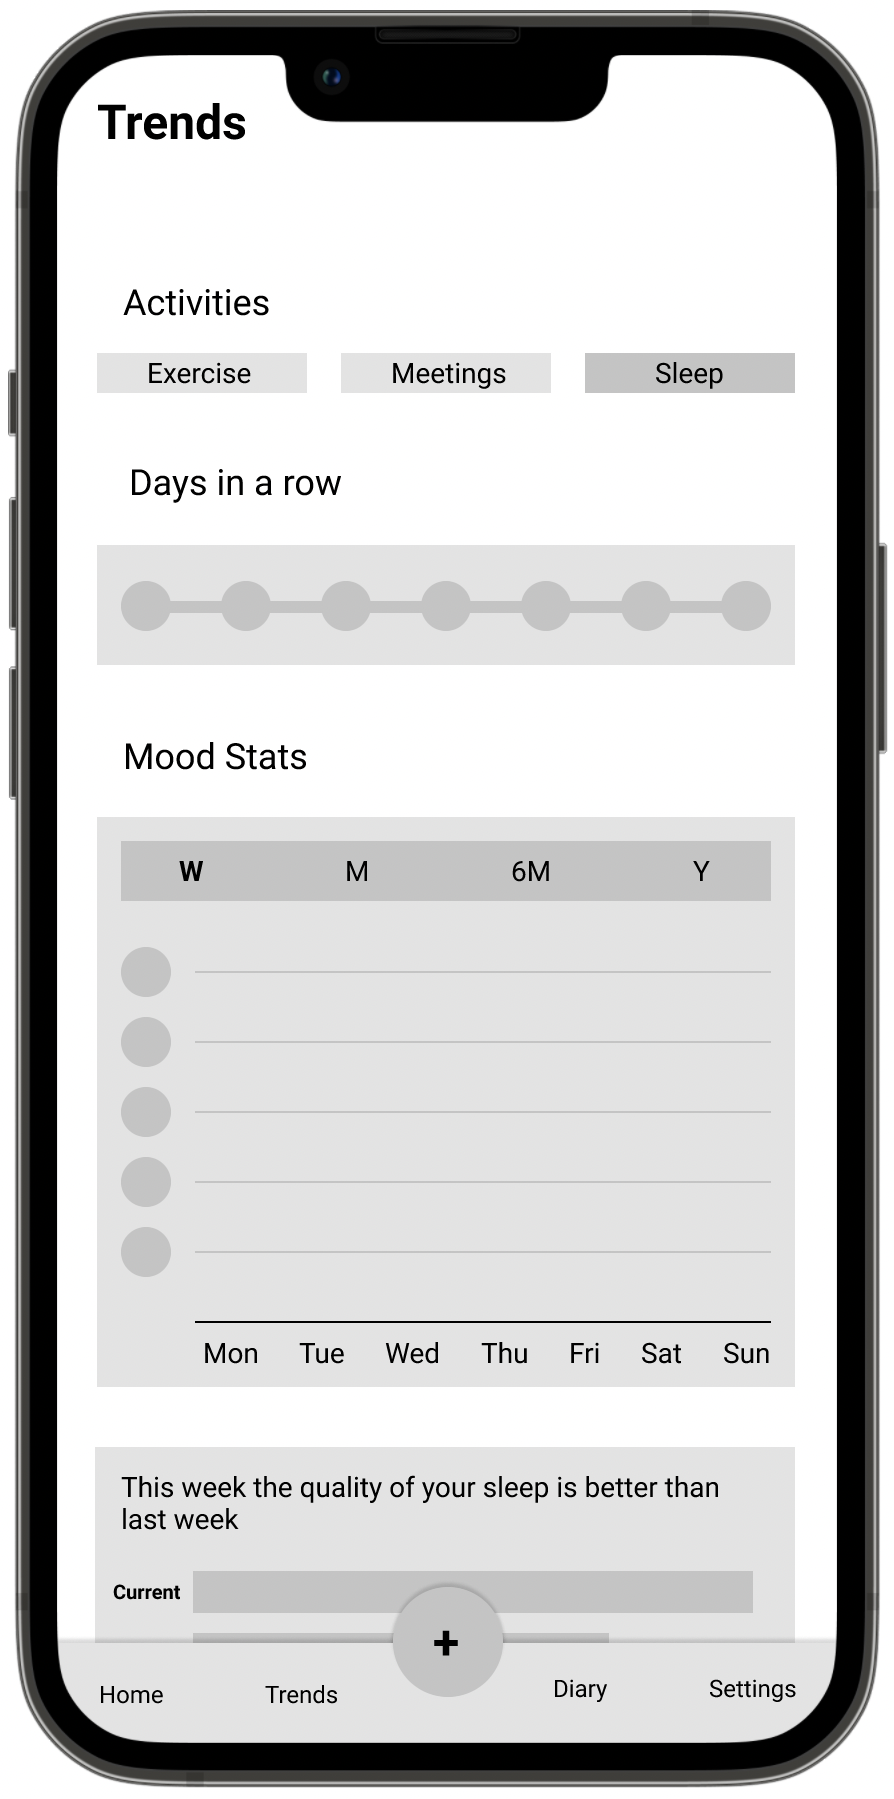 Trends
Activities
Exercise Meetings Sleep
Days in a row
Mood Stats
W M 6M Y
Mon Tue Wed Thu Fri Sat Sun
This week the quality of your sleep is better than
last week
Current
+
Home Trends Diary Settings